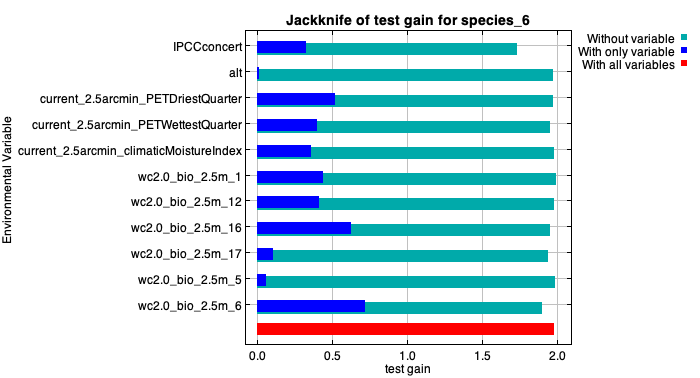 Jackknife of test gain for species_6
Without variable
With only variable
With all variables
Environmental Variable
IPCCconcert
alt
current_2.5arcmin_PETDriestQuarter
current_2.5arcmin_PETWettestQuarter
current_2.5arcmin_climaticMoistureIndex
wc2.0_bio_2.5m_1
wc2.0_bio_2.5m_12
wc2.0_bio_2.5m_16
wc2.0_bio_2.5m_17
wc2.0_bio_2.5m_5
wc2.0_bio_2.5m_6
0.0 0.5 1.0 1.5 2.0
test gain